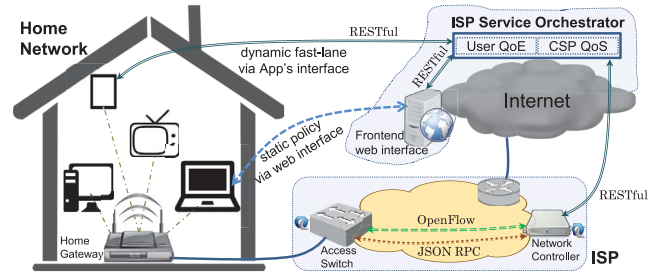 Home
Network
RESTful
dynamic fast-lane
via App's interface
ISP Service Orchestrator
User QoE
CSP QoS
RESTful
Internet
static policy
via web interface
Frontend
web interface
RESTful
OpenFlow
JSON RPC
Home
Gateway
Access
Switch
Network
Controller
ISP